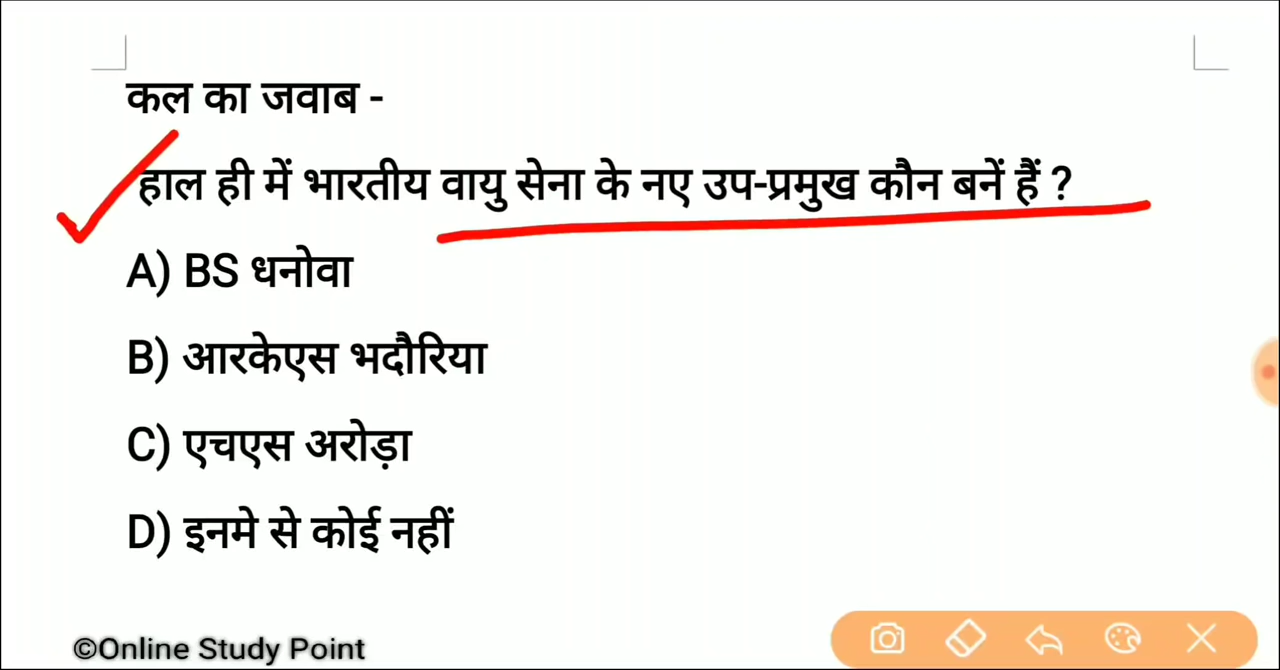 कल का जवाब -
हाल ही में भारतीय वायु सेना के नए उप-प्रमुख कौन बनें हैं ?
A) BS धनोवा
B) आरकेएस भदौरिया
C) एचएस अरोड़ा
D) इनमे से कोई नहीं
©Online Study Point